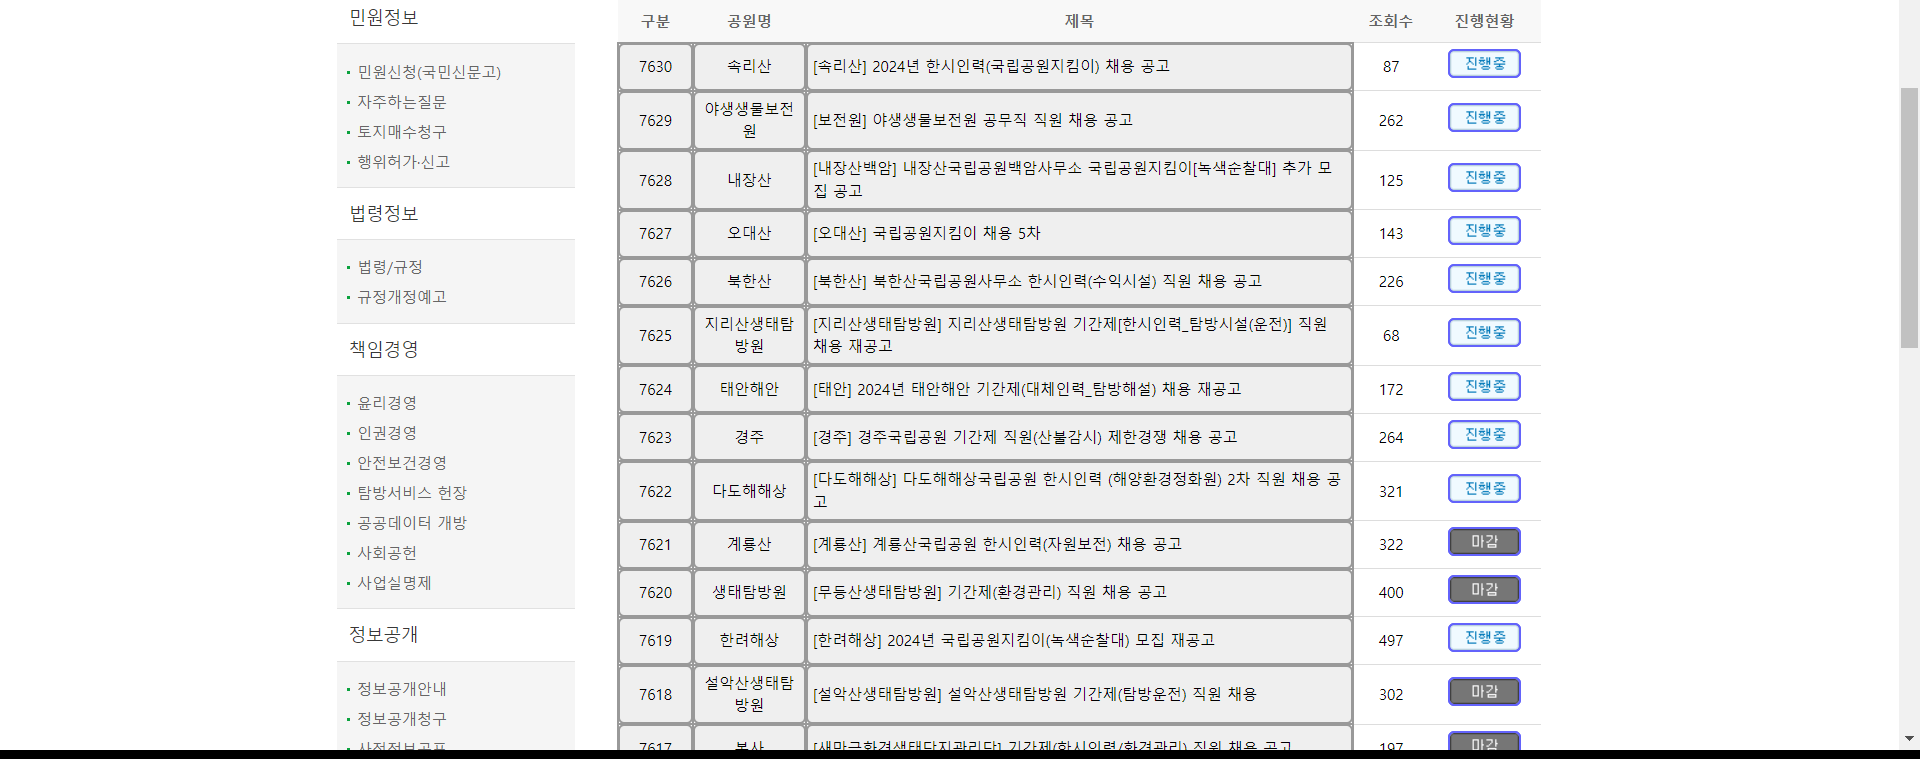 민원정보
민원신청(국민신문고)
자주하는질문
토지매수청구
행위허가·신고
법령정보
법령/규정
규정개정예고
책임경영
윤리경영
인권경영
안전보건경영
탐방서비스 헌장
공공데이터 개방
사회공헌
사업실명제
정보공개
정보공개안내
정보공개청구
사전정보공표
구분 공원명 제목 조회수 진행현황
7630 속리산 [속리산] 2024년 한시인력(국립공원지킴이) 채용 공고 87 진행중
야생생물보전
원
7629 [보전원] 야생생물보전원 공무직 직원 채용 공고 262 진행중
7628 내장산 [내장산백암] 내장산국립공원백암사무소 국립공원지킴이[녹색순찰대] 추가 모
집 공고 125 진행중
7627 오대산 [오대산] 국립공원지킴이 채용 5차 143 진행중
7626 북한산 [북한산] 북한산국립공원사무소 한시인력(수익시설) 직원 채용 공고 226 진행중
지리산생태탐
방원
7625 [지리산생태탐방원] 지리산생태탐방원 기간제[한시인력_탐방시설(운전)] 직원
채용 재공고 68 진행중
7624 태안해안 [태안] 2024년 태안해안 기간제(대체인력_탐방해설) 채용 재공고 172 진행중
7623 경주 [경주] 경주국립공원 기간제 직원(산불감시) 제한경쟁 채용 공고 264 진행중
7622 다도해해상 [다도해해상] 다도해해상국립공원 한시인력 (해양환경정화원) 2차 직원 채용 공
고 321 진행중
7621 계룡산 [계룡산] 계룡산국립공원 한시인력(자원보전) 채용 공고 322 마감
7620 생태탐방원 [무등산생태탐방원] 기간제(환경관리) 직원 채용 공고 400 마감
7619 한려해상 [한려해상] 2024년 국립공원지킴이(녹색순찰대) 모집 재공고 497 진행중
설악산생태탐
방원
7618 [설악산생태탐방원] 설악산생태탐방원 기간제(탐방운전) 직원 채용 302 마감
7617 본사 [새만금환경생태단지관리단] 기간제(한시인력/환경관리) 직원 채용 공고 197 마감